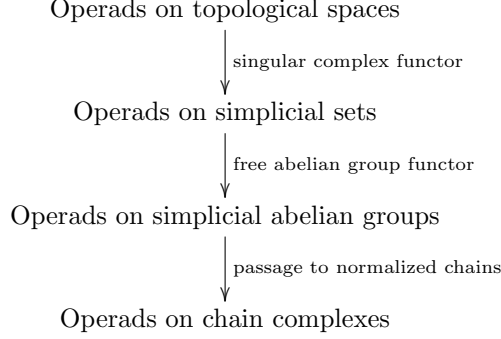 Operads on topological spaces
singular complex functor
Operads on simplicial sets
free abelian group functor
Operads on simplicial abelian groups
passage to normalized chains
Operads on chain complexes